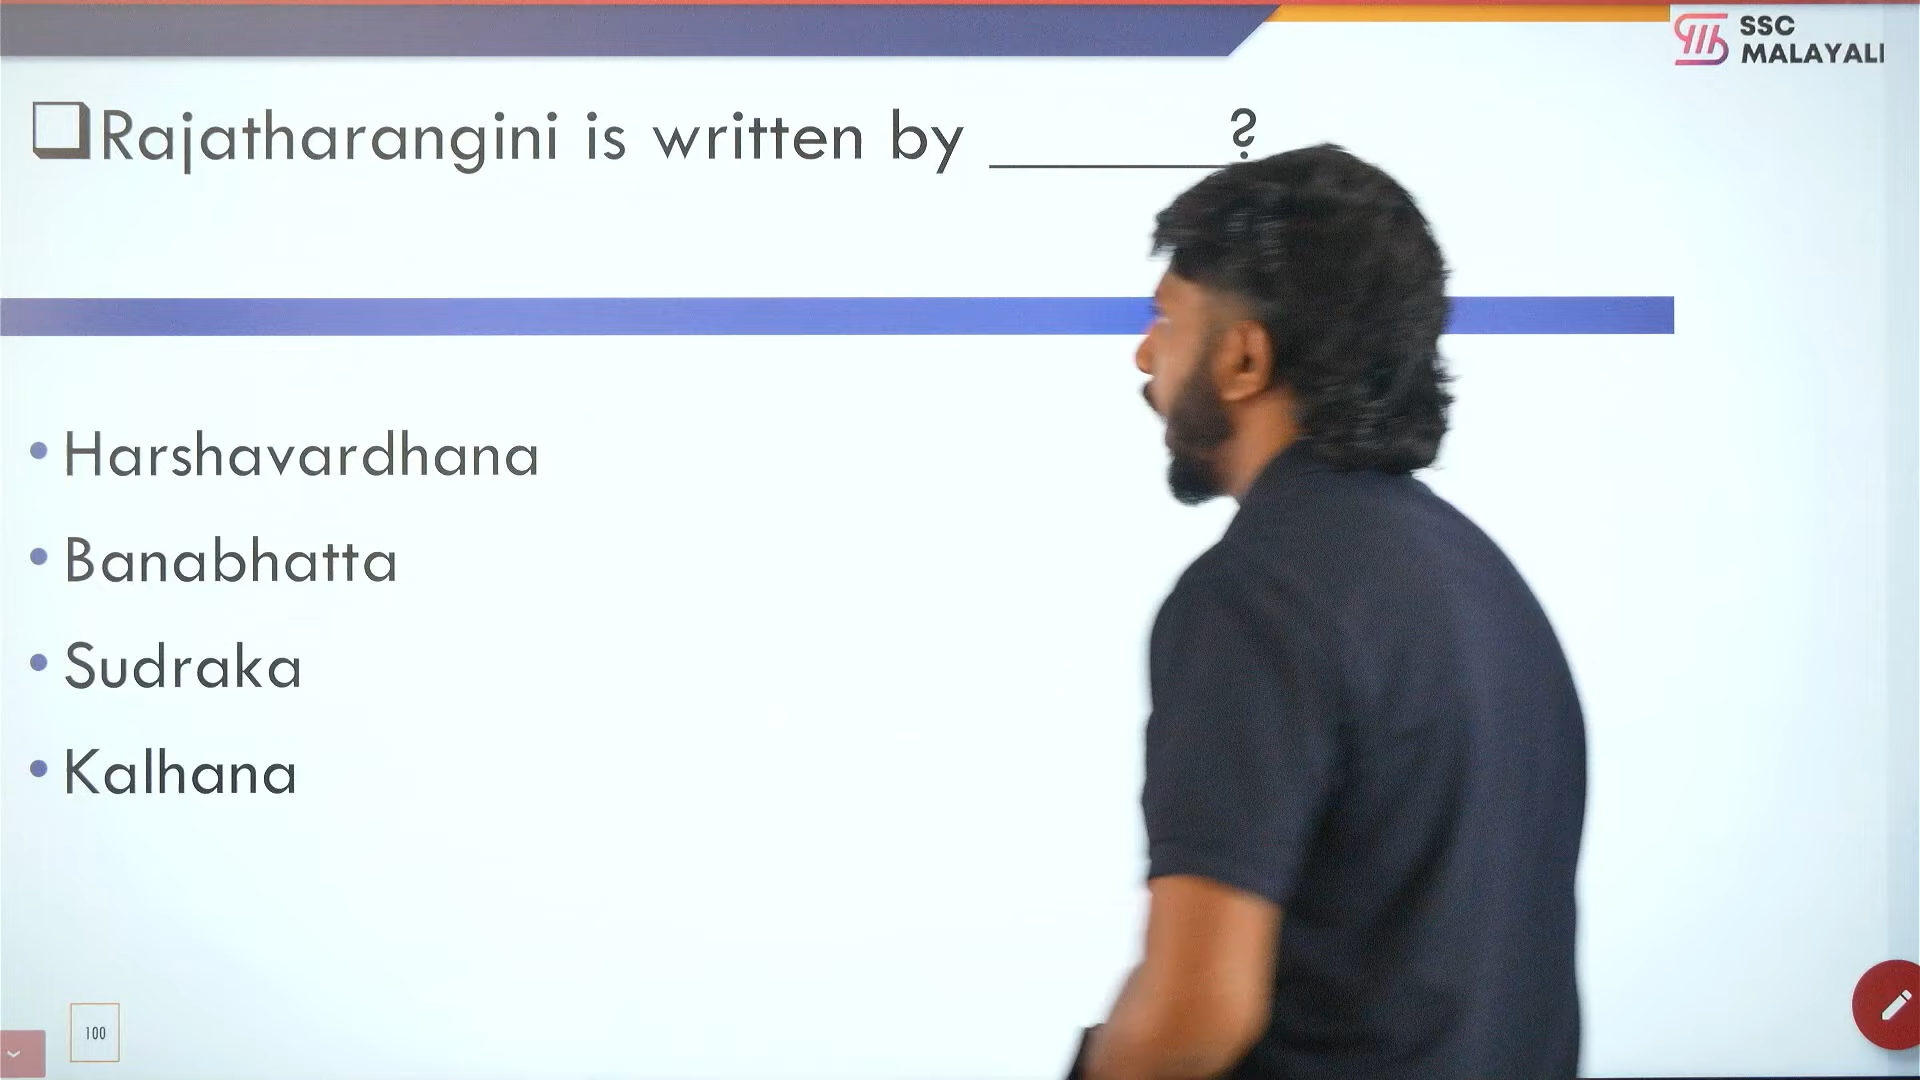 SSC
MALAYALI
Rajatharangini is written by ________?
Harshavardhana
Banabhatta
Sudraka
Kalhana
100